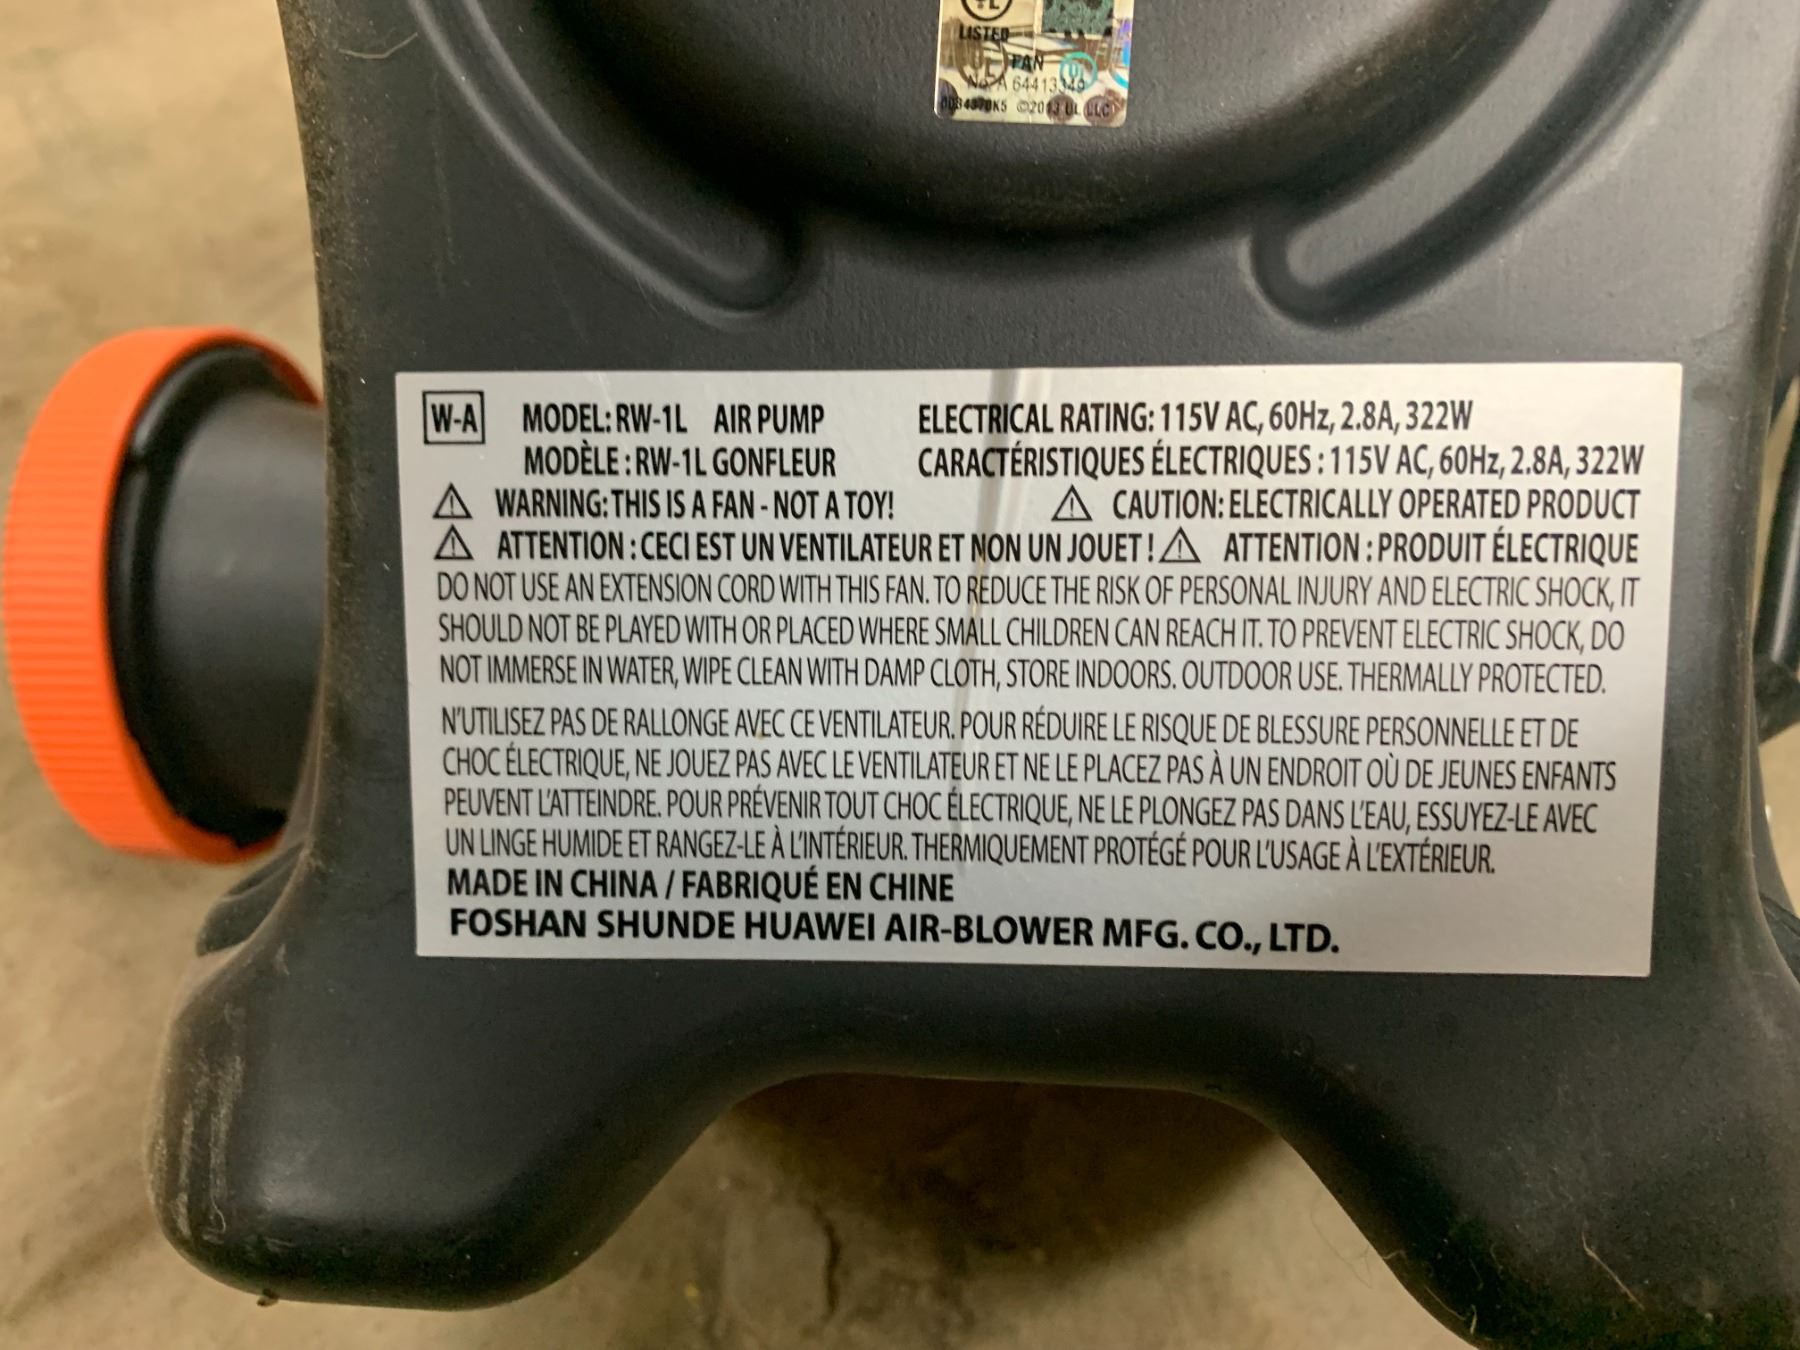 LISTED
FAN
No. A 64413349
©2013 UL LLC
W-A
MODEL: RW-1L AIR PUMP
ELECTRICAL RATING: 115V AC, 60Hz, 2.8A, 322W
MODÈLE : RW-1L GONFLEUR
CARACTÉRISTIQUES ÉLECTRIQUES : 115V AC, 60Hz, 2.8A, 322W
WARNING: THIS IS A FAN - NOT A TOY!
CAUTION: ELECTRICALLY OPERATED PRODUCT
ATTENTION : CECI EST UN VENTILATEUR ET NON UN JOUET !
ATTENTION : PRODUIT ÉLECTRIQUE
DO NOT USE AN EXTENSION CORD WITH THIS FAN. TO REDUCE THE RISK OF PERSONAL INJURY AND ELECTRIC SHOCK, IT
SHOULD NOT BE PLAYED WITH OR PLACED WHERE SMALL CHILDREN CAN REACH IT. TO PREVENT ELECTRIC SHOCK, DO
NOT IMMERSE IN WATER, WIPE CLEAN WITH DAMP CLOTH, STORE INDOORS. OUTDOOR USE. THERMALLY PROTECTED.
N'UTILISEZ PAS DE RALLONGE AVEC CE VENTILATEUR. POUR RÉDUIRE LE RISQUE DE BLESSURE PERSONNELLE ET DE
CHOC ÉLECTRIQUE, NE JOUEZ PAS AVEC LE VENTILATEUR ET NE LE PLACEZ PAS À UN ENDROIT OÙ DE JEUNES ENFANTS
PEUVENT L'ATTEINDRE. POUR PRÉVENIR TOUT CHOC ÉLECTRIQUE, NE LE PLONGEZ PAS DANS L'EAU, ESSUYEZ-LE AVEC
UN LINGE HUMIDE ET RANGEZ-LE À L'INTÉRIEUR. THERMIQUEMENT PROTÉGÉ POUR L'USAGE À L'EXTÉRIEUR.
MADE IN CHINA / FABRIQUÉ EN CHINE
FOSHAN SHUNDE HUAWEI AIR-BLOWER MFG. CO., LTD.